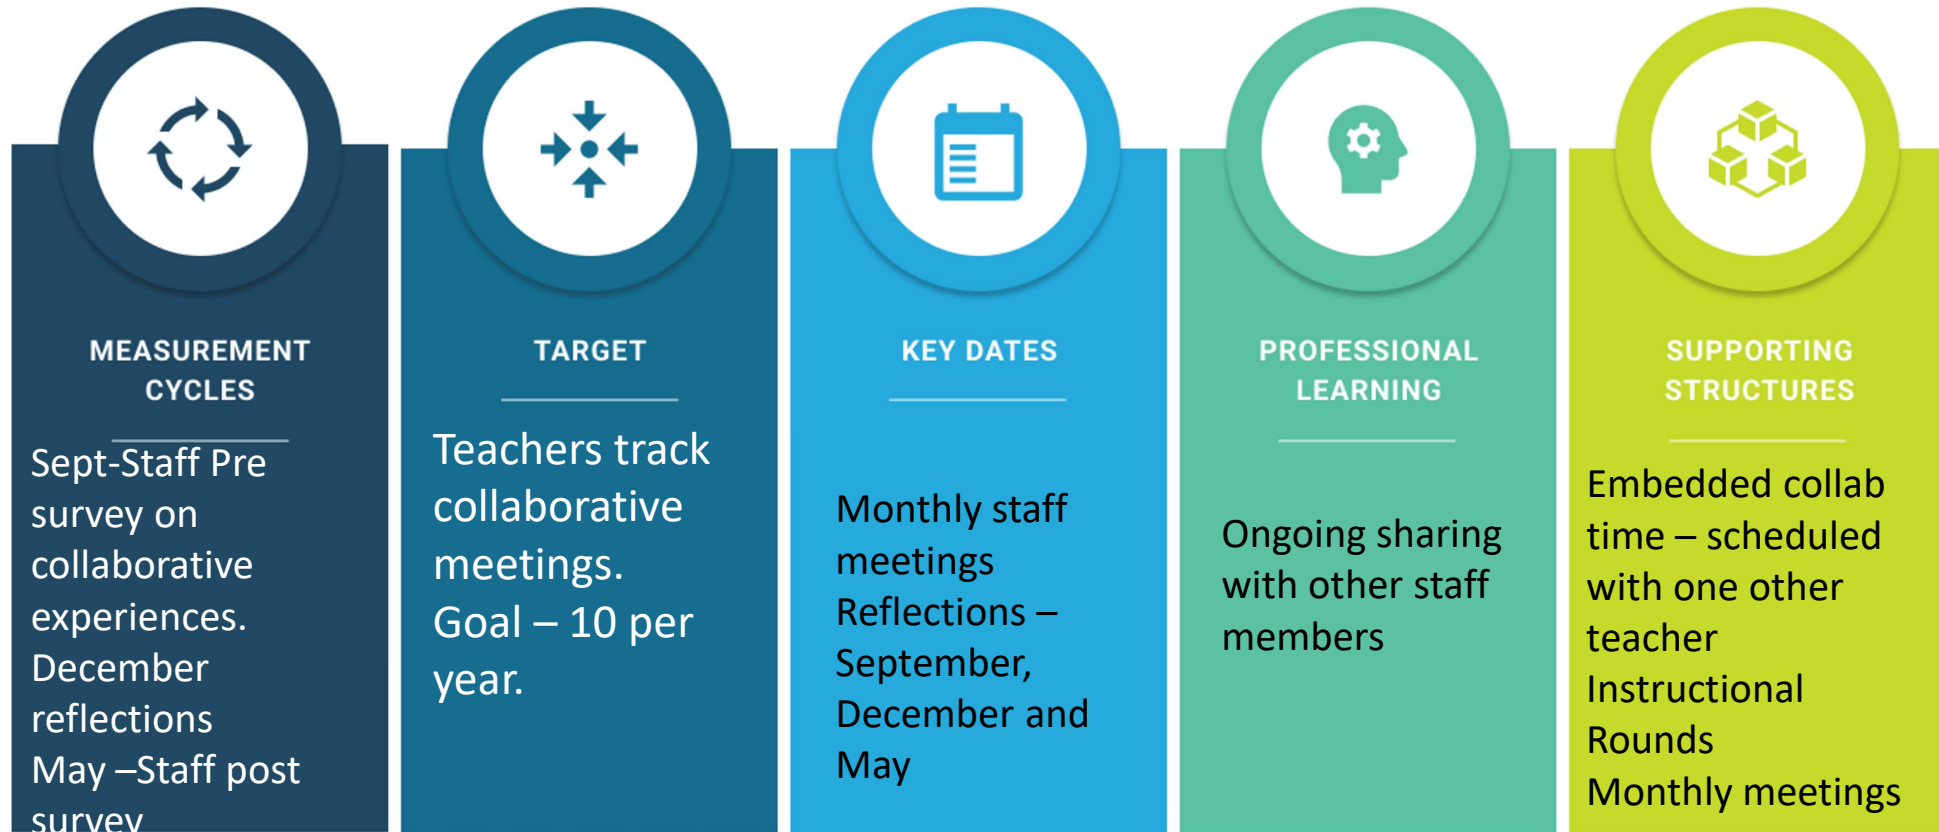 MEASUREMENT
CYCLES
Sept-Staff Pre
survey on
collaborative
experiences.
December
reflections
May –Staff post
survey
TARGET
Teachers track
collaborative
meetings.
Goal – 10 per
year.
KEY DATES
Monthly staff
meetings
Reflections –
September,
December and
May
PROFESSIONAL
LEARNING
Ongoing sharing
with other staff
members
SUPPORTING
STRUCTURES
Embedded collab
time – scheduled
with one other
teacher
Instructional
Rounds
Monthly meetings